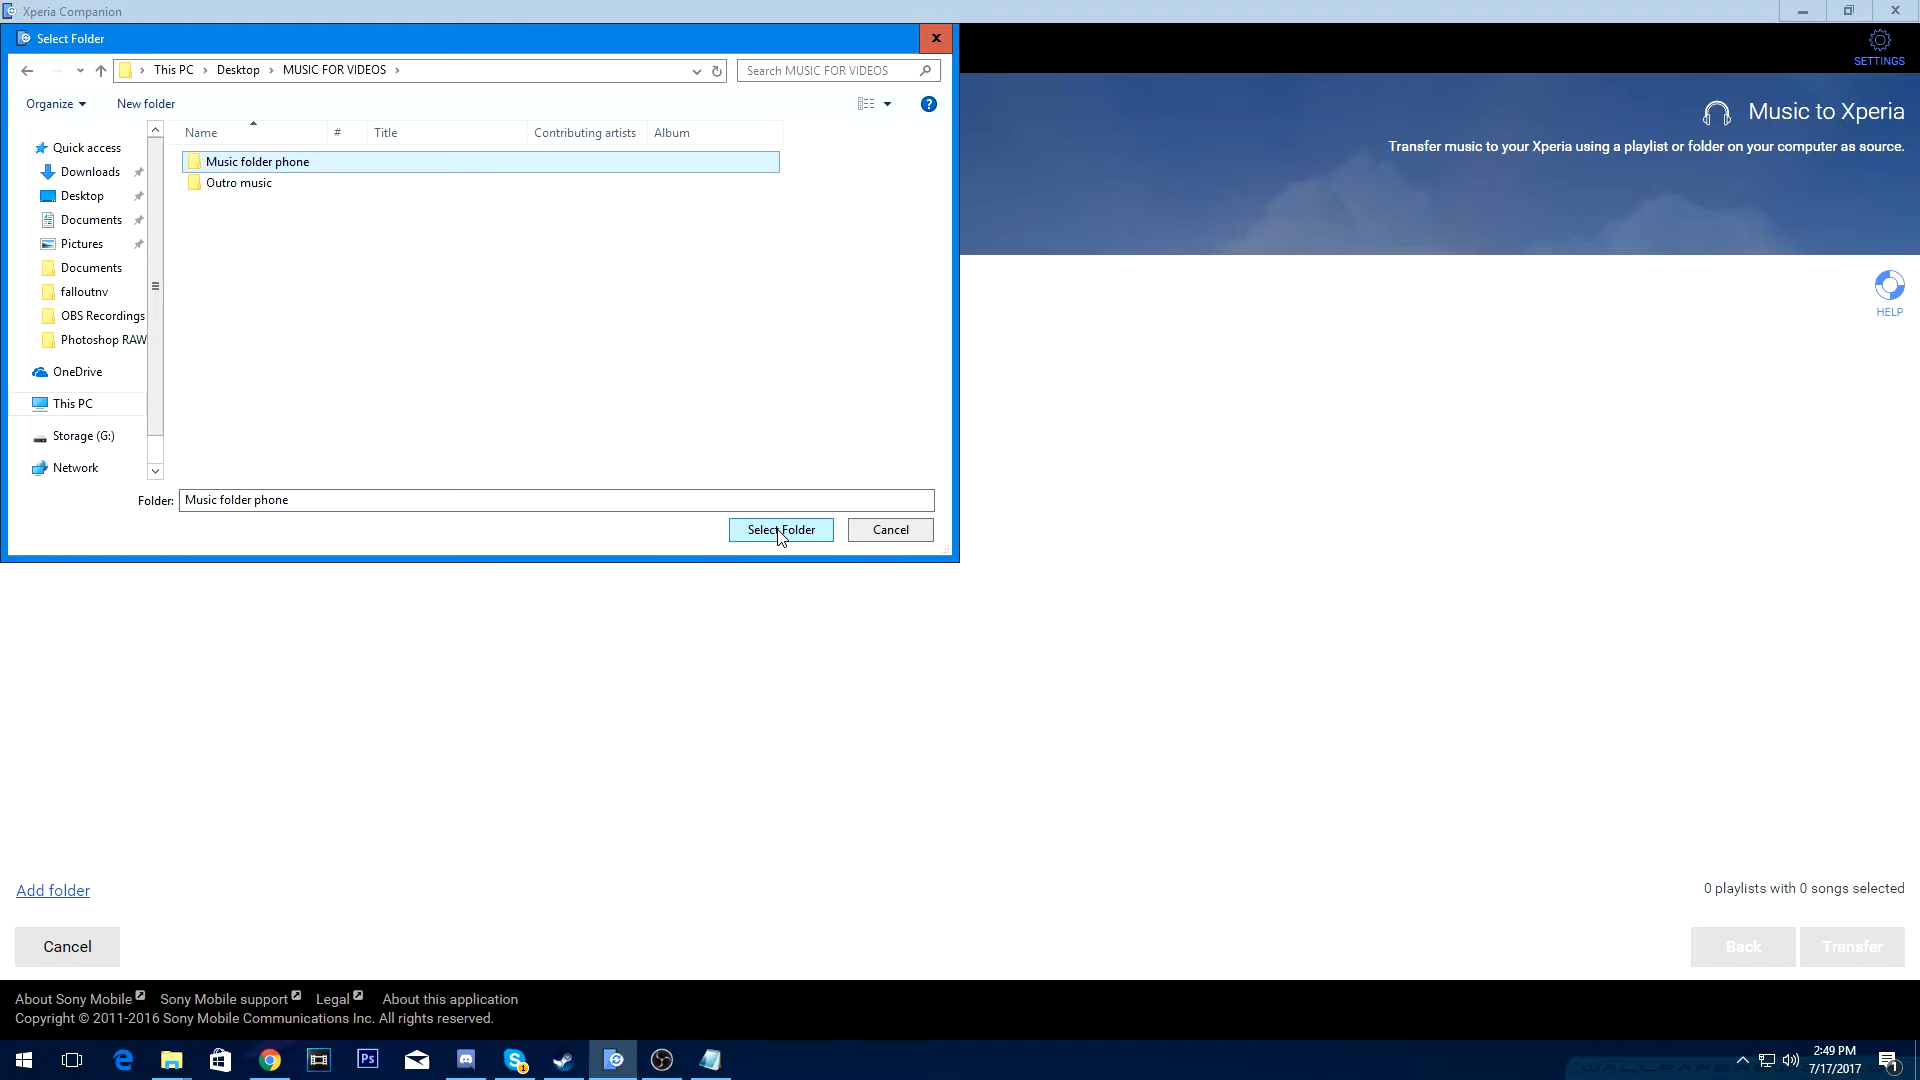 Xperia Companion
Select Folder
This PC > Desktop > MUSIC FOR VIDEOS >
Search MUSIC FOR VIDEOS
SETTINGS
Organize
New folder
?
Music to Xperia
Transfer music to your Xperia using a playlist or folder on your computer as source.
Name
#
Title
Contributing artists
Album
Quick access
Downloads
Desktop
Documents
Pictures
Documents
falloutnv
OBS Recordings
Photoshop RAW
OneDrive
This PC
Storage (G:)
Network
Music folder phone
Outro music
HELP
Folder: Music folder phone
Select Folder
Cancel
Add folder
0 playlists with 0 songs selected
Cancel
Back
Transfer
About Sony Mobile
Sony Mobile support
Legal
About this application
Copyright © 2011-2016 Sony Mobile Communications Inc. All rights reserved.
Ps
1
2:49 PM
7/17/2017
1